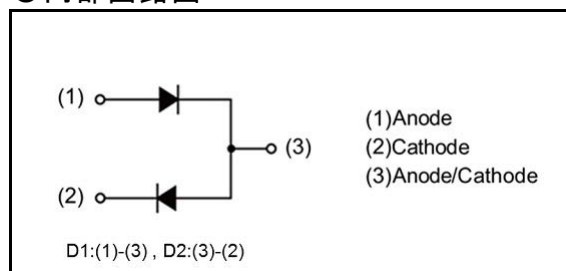 (1)
(3)
(2)
(1)Anode
(2)Cathode
(3)Anode/Cathode
D1:(1)-(3) , D2:(3)-(2)